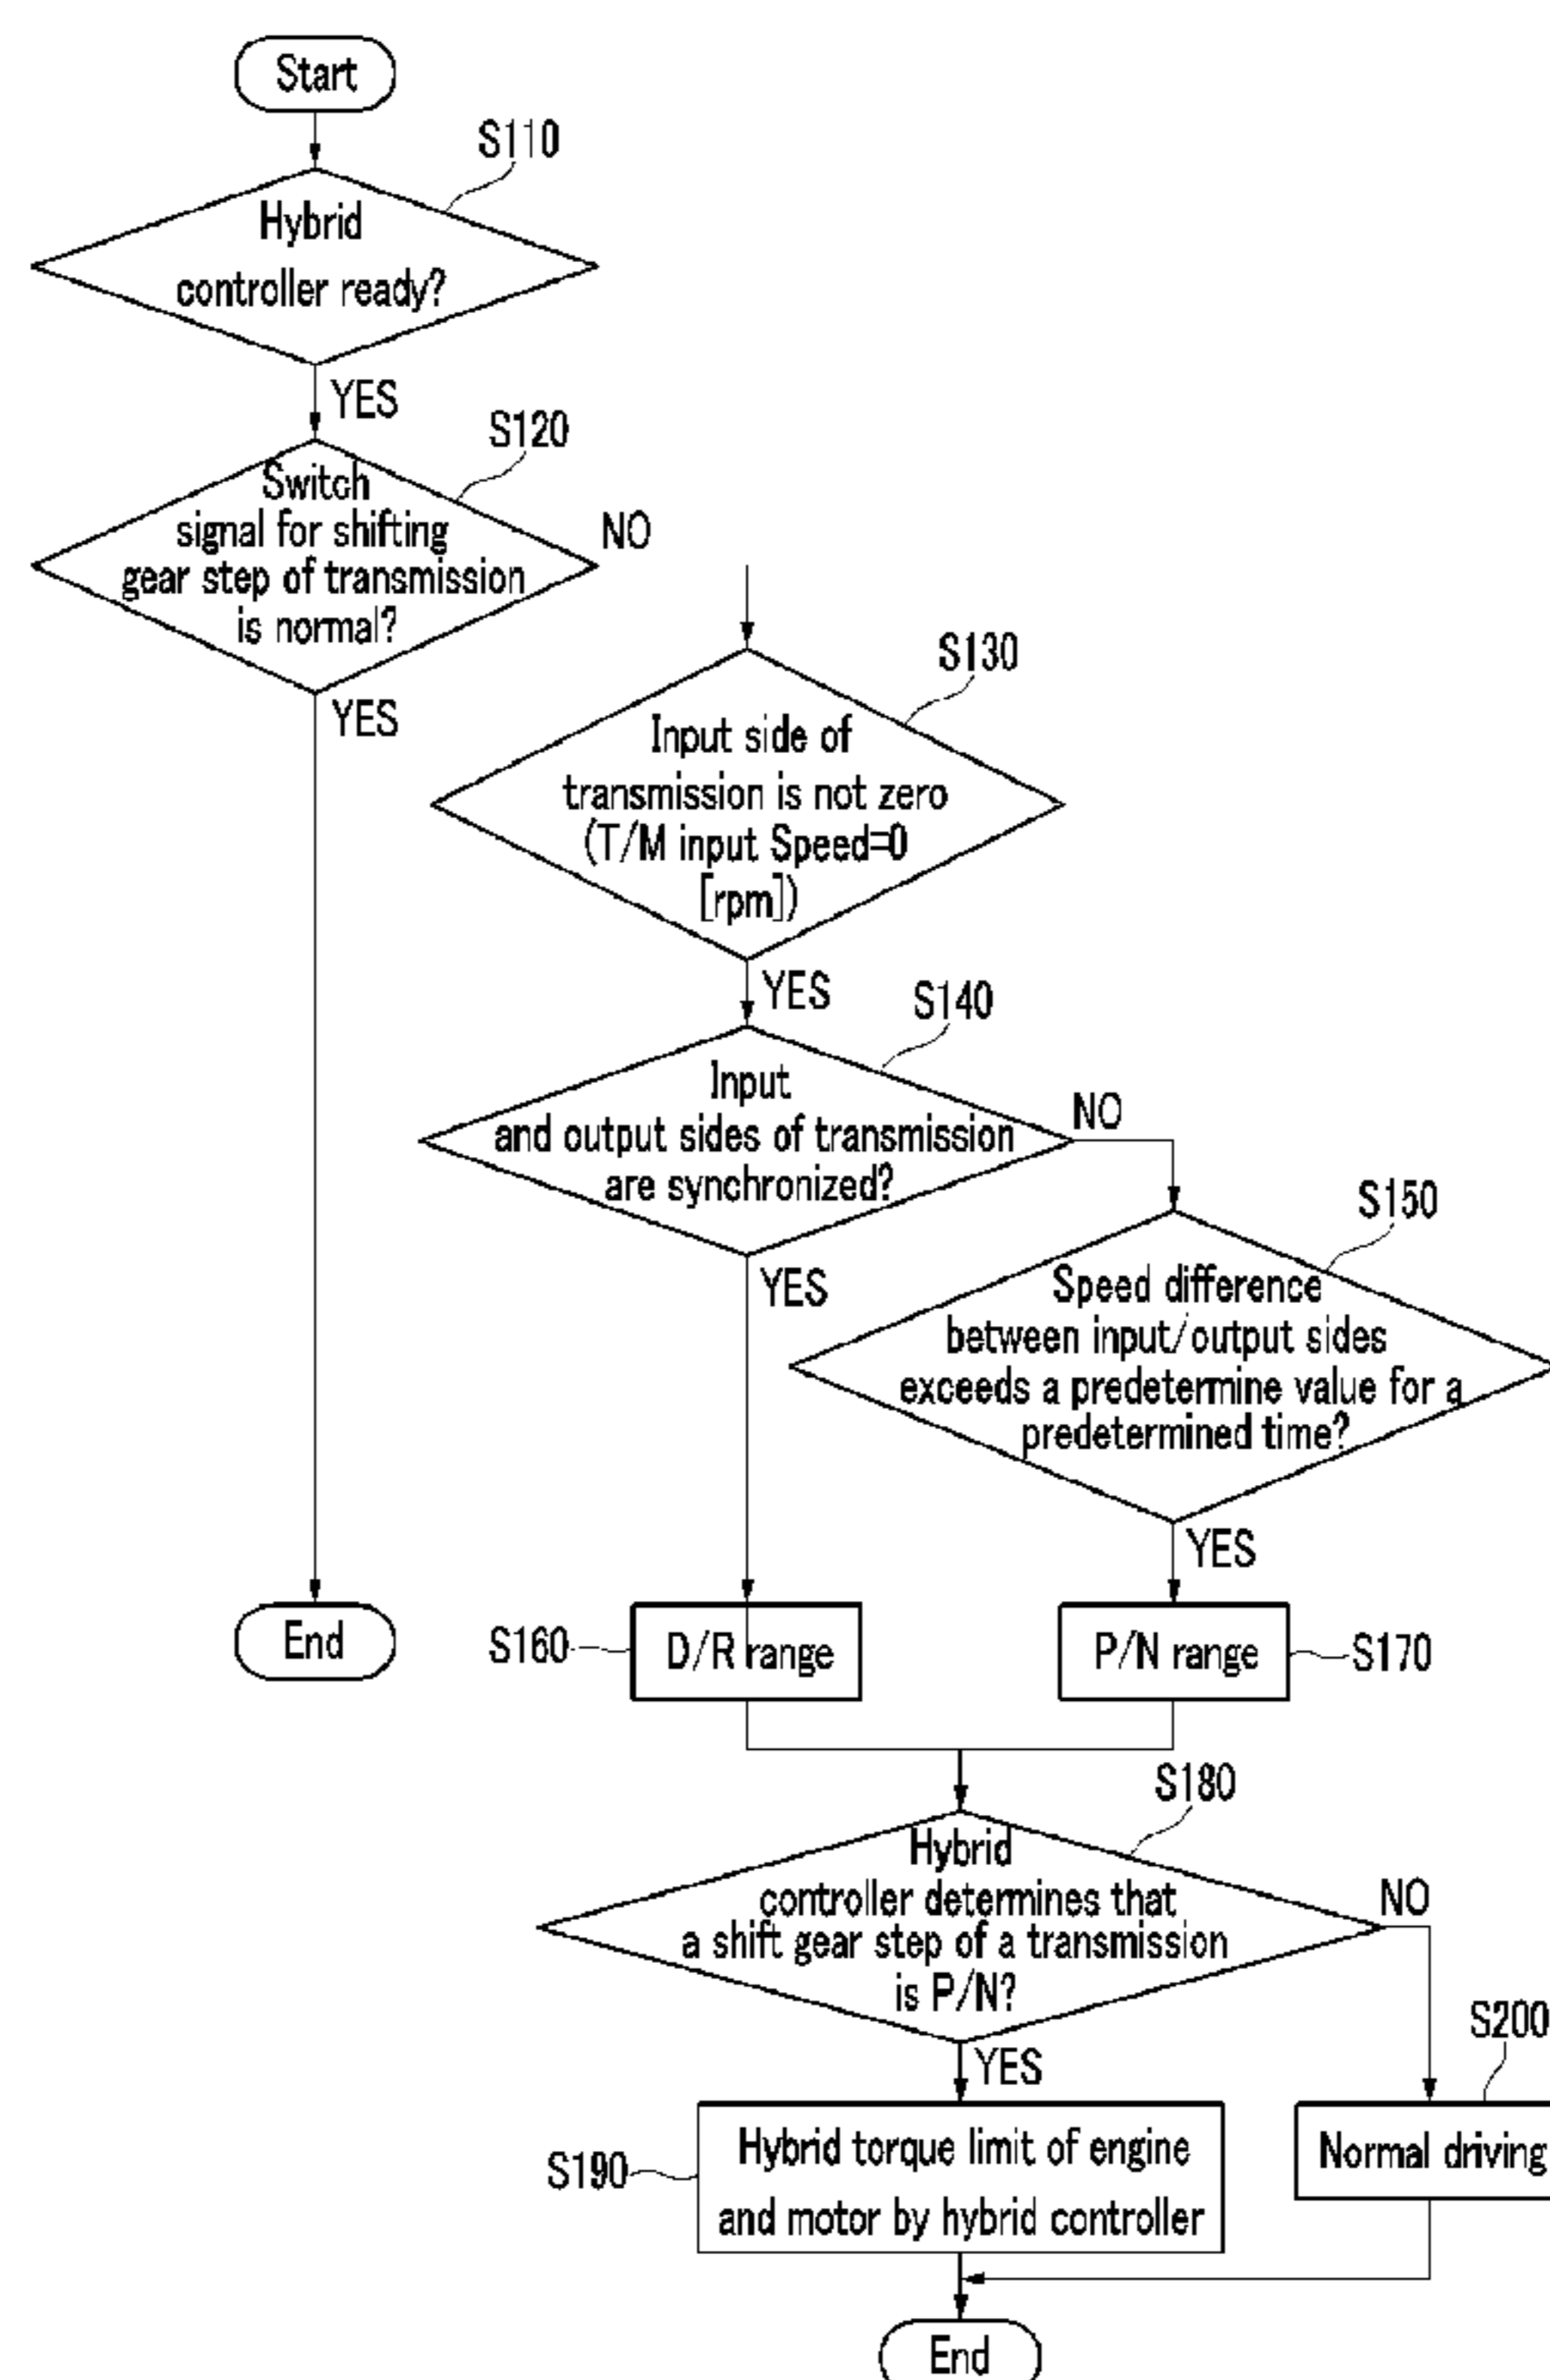 Start
S110
Hybrid
controller ready?
YES
S120
Switch
signal for shifting
gear step of transmission
is normal?
NO
YES
S130
Input side of
transmission is not zero
(T/M input Speed=0
[rpm])
YES
S140
Input
and output sides of transmission
are synchronized?
NO
YES
S150
Speed difference
between input/output sides
exceeds a predetermine value for a
predetermined time?
YES
End
S160
D/R range
P/N range
S170
S180
Hybrid
controller determines that
a shift gear step of a transmission
is P/N?
NO
YES
S200
S190
Hybrid torque limit of engine
and motor by hybrid controller
Normal driving
End